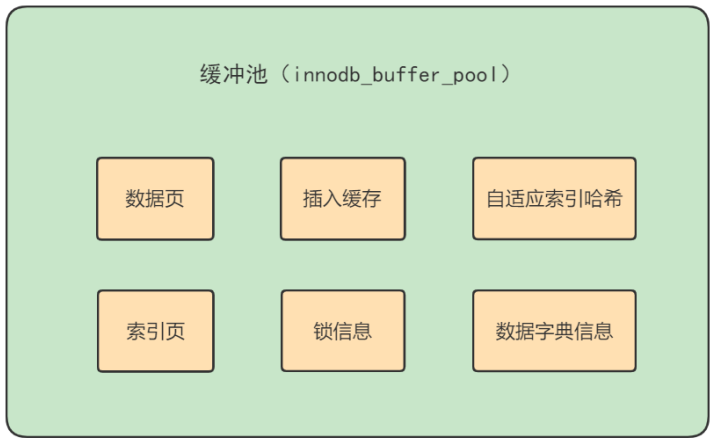 缓冲池（innodb_buffer_pool）
数据页
插入缓存
自适应索引哈希
索引页
锁信息
数据字典信息